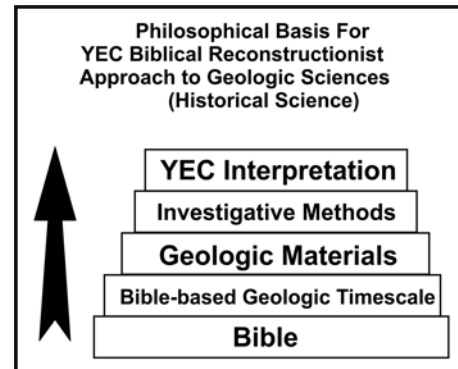 Philosophical Basis For
YEC Biblical Reconstructionist
Approach to Geologic Sciences
(Historical Science)
YEC Interpretation
Investigative Methods
Geologic Materials
Bible-based Geologic Timescale
Bible